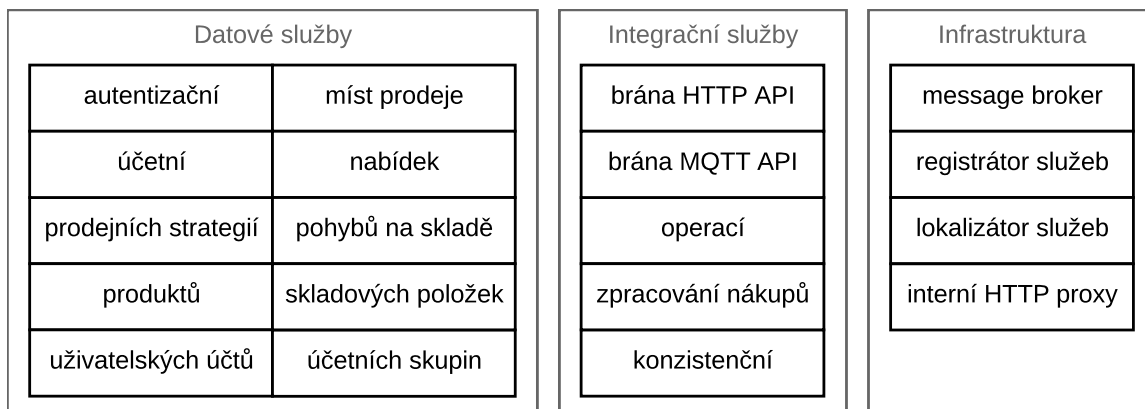 Datové služby
autentizační
míst prodeje
účetní
nabídek
prodejních strategií
pohybů na skladě
produktů
skladových položek
uživatelských účtů
účetních skupin
Integrační služby
brána HTTP API
brána MQTT API
operací
zpracování nákupů
konzistenční
Infrastruktura
message broker
registrátor služeb
lokalizátor služeb
interní HTTP proxy